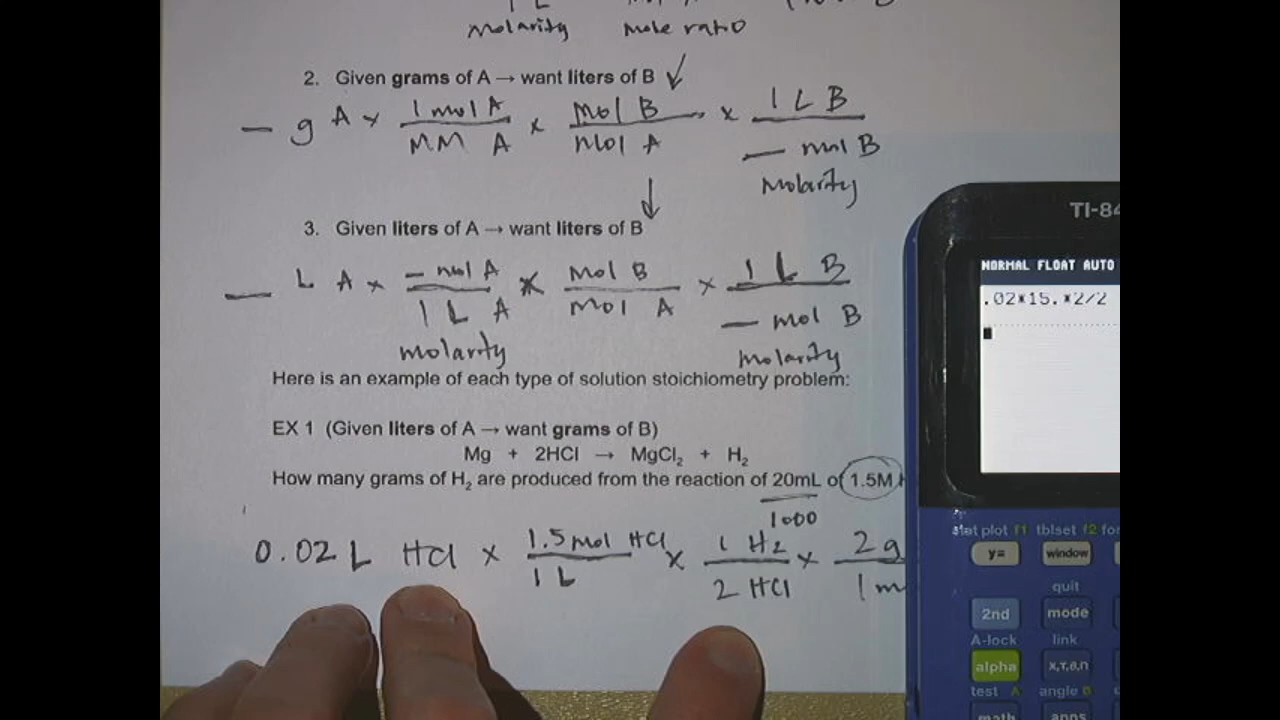 1 L
molarity mole ratio
2. Given grams of A → want liters of B ↓
— g A x 1 mol A / MM A x mol B / mol A x 1 L B / — mol B
molarity
↓
3. Given liters of A → want liters of B
— L A x — mol A / 1 L A x mol B / mol A x 1 L B / — mol B
molarity molarity
Here is an example of each type of solution stoichiometry problem:
EX 1 (Given liters of A → want grams of B)
Mg + 2HCl → MgCl₂ + H₂
How many grams of H₂ are produced from the reaction of 20mL of 1.5M
1000
0.02 L HCl x 1.5 mol HCl / 1 L x 1 H₂ / 2 HCl x 2 g / 1 m
TI-84
NORMAL FLOAT AUTO
.02*15.*2/2
stat plot f1 tblset f2 fo
y= window
quit
2nd mode
A-lock link
alpha X,T,θ,n
test A angle B
math apps